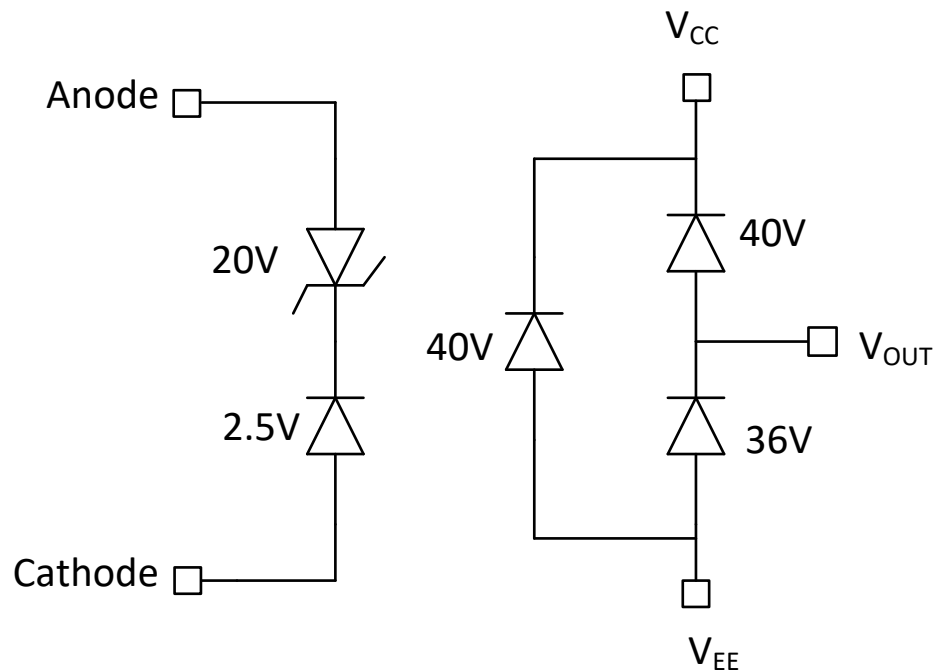 Anode
20V
2.5V
Cathode
VCC
40V
40V
VOUT
36V
VEE